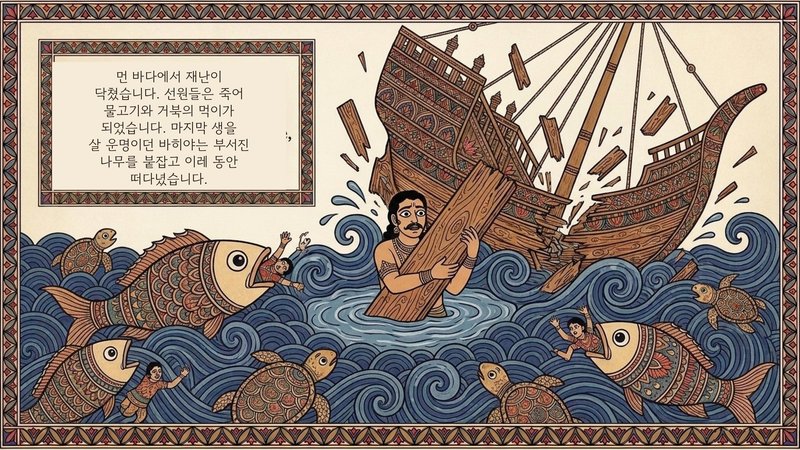 먼 바다에서 재난이
닥쳤습니다. 선원들은 죽어
물고기와 거북의 먹이가
되었습니다. 마지막 생을
살 운명이던 바히야는 부서진
나무를 붙잡고 이레 동안
떠다녔습니다.